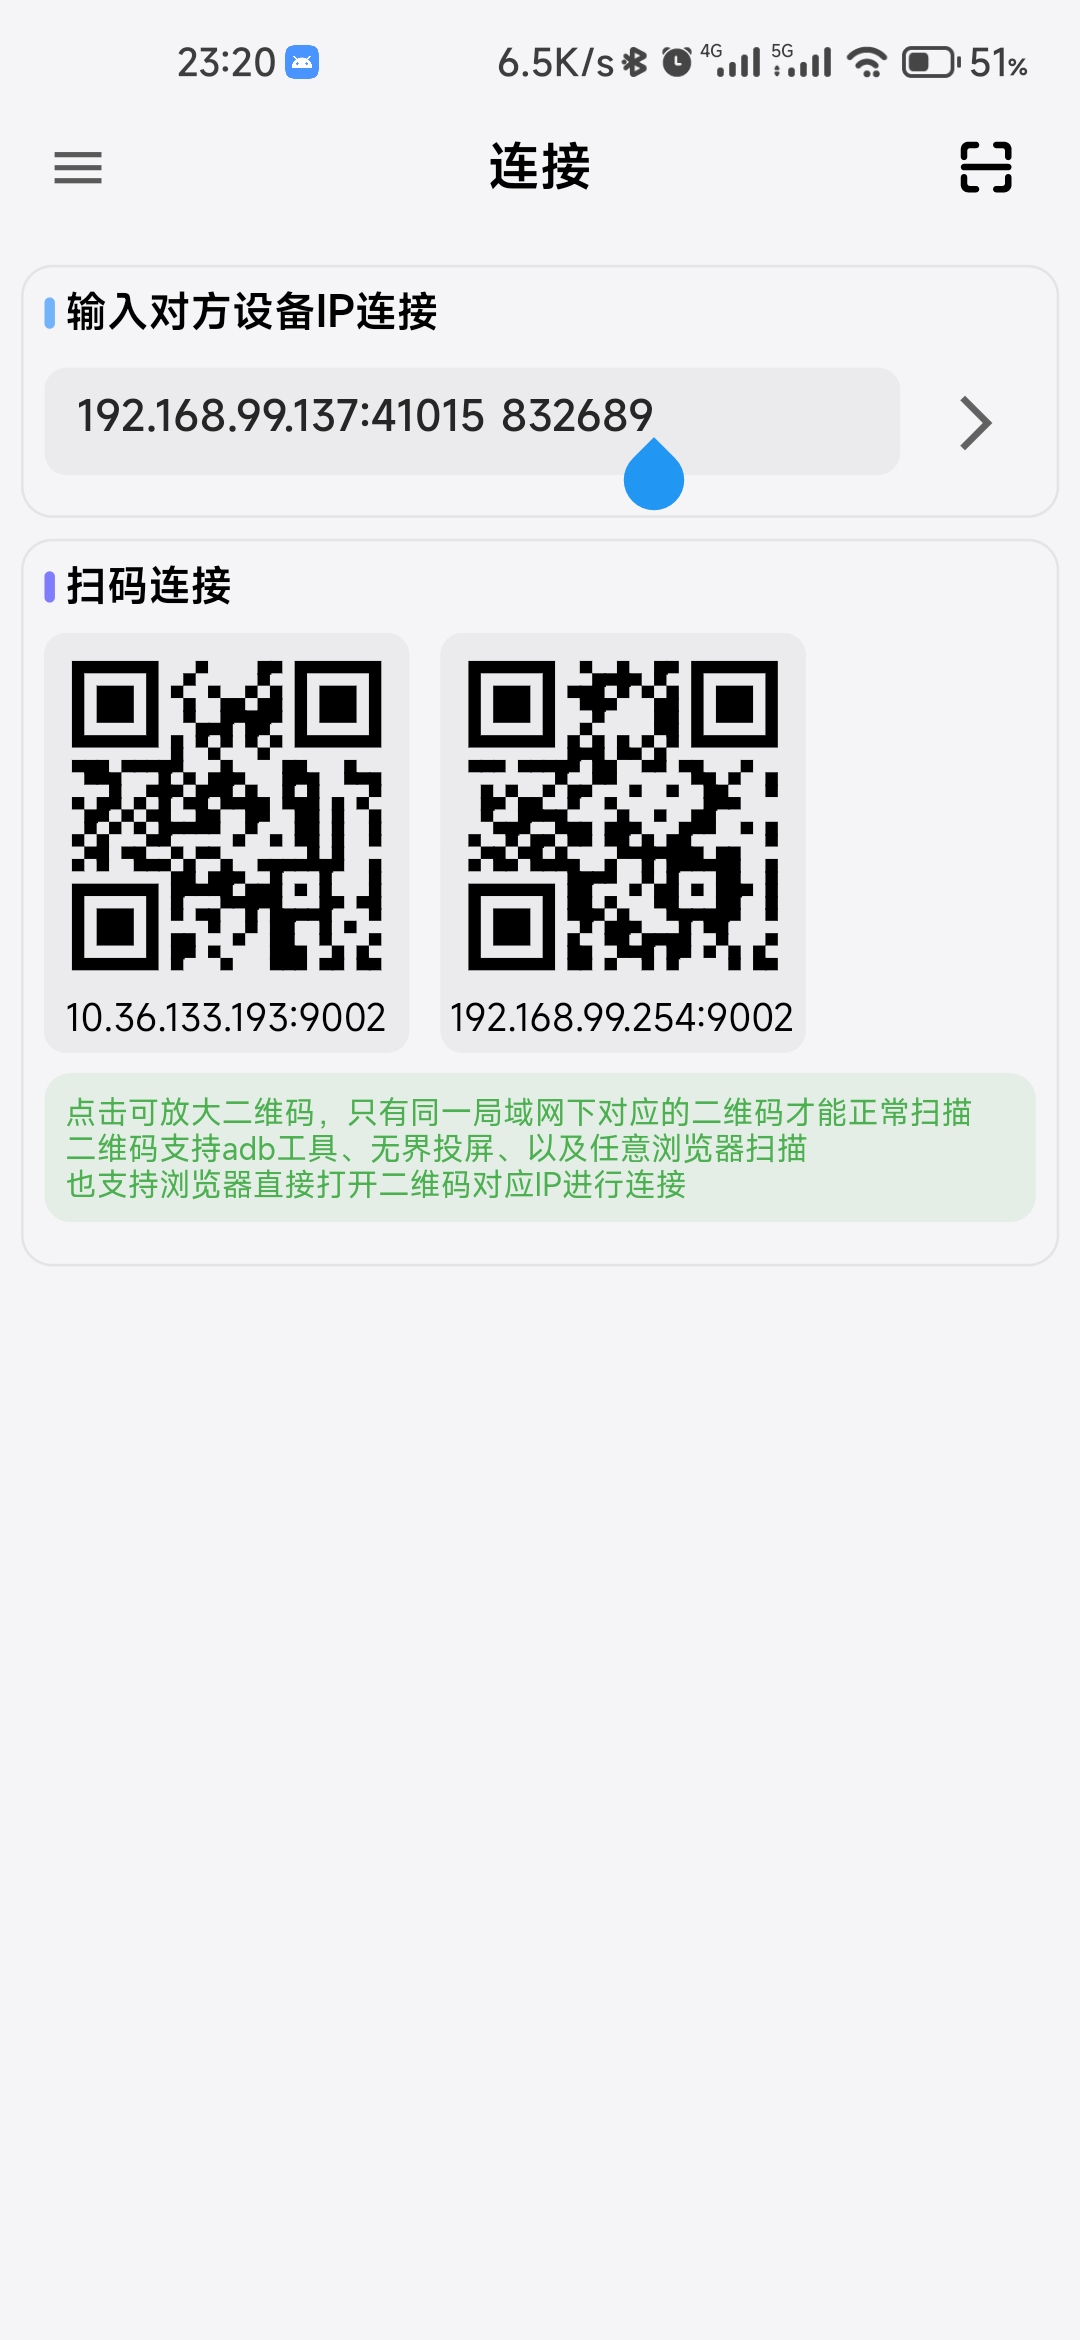 23:20
6.5K/s 4G 5G 51%
连接
输入对方设备IP连接
192.168.99.137:41015 832689
扫码连接
10.36.133.193:9002
192.168.99.254:9002
点击可放大二维码，只有同一局域网下对应的二维码才能正常扫描
二维码支持adb工具、无界投屏、以及任意浏览器扫描
也支持浏览器直接打开二维码对应IP进行连接